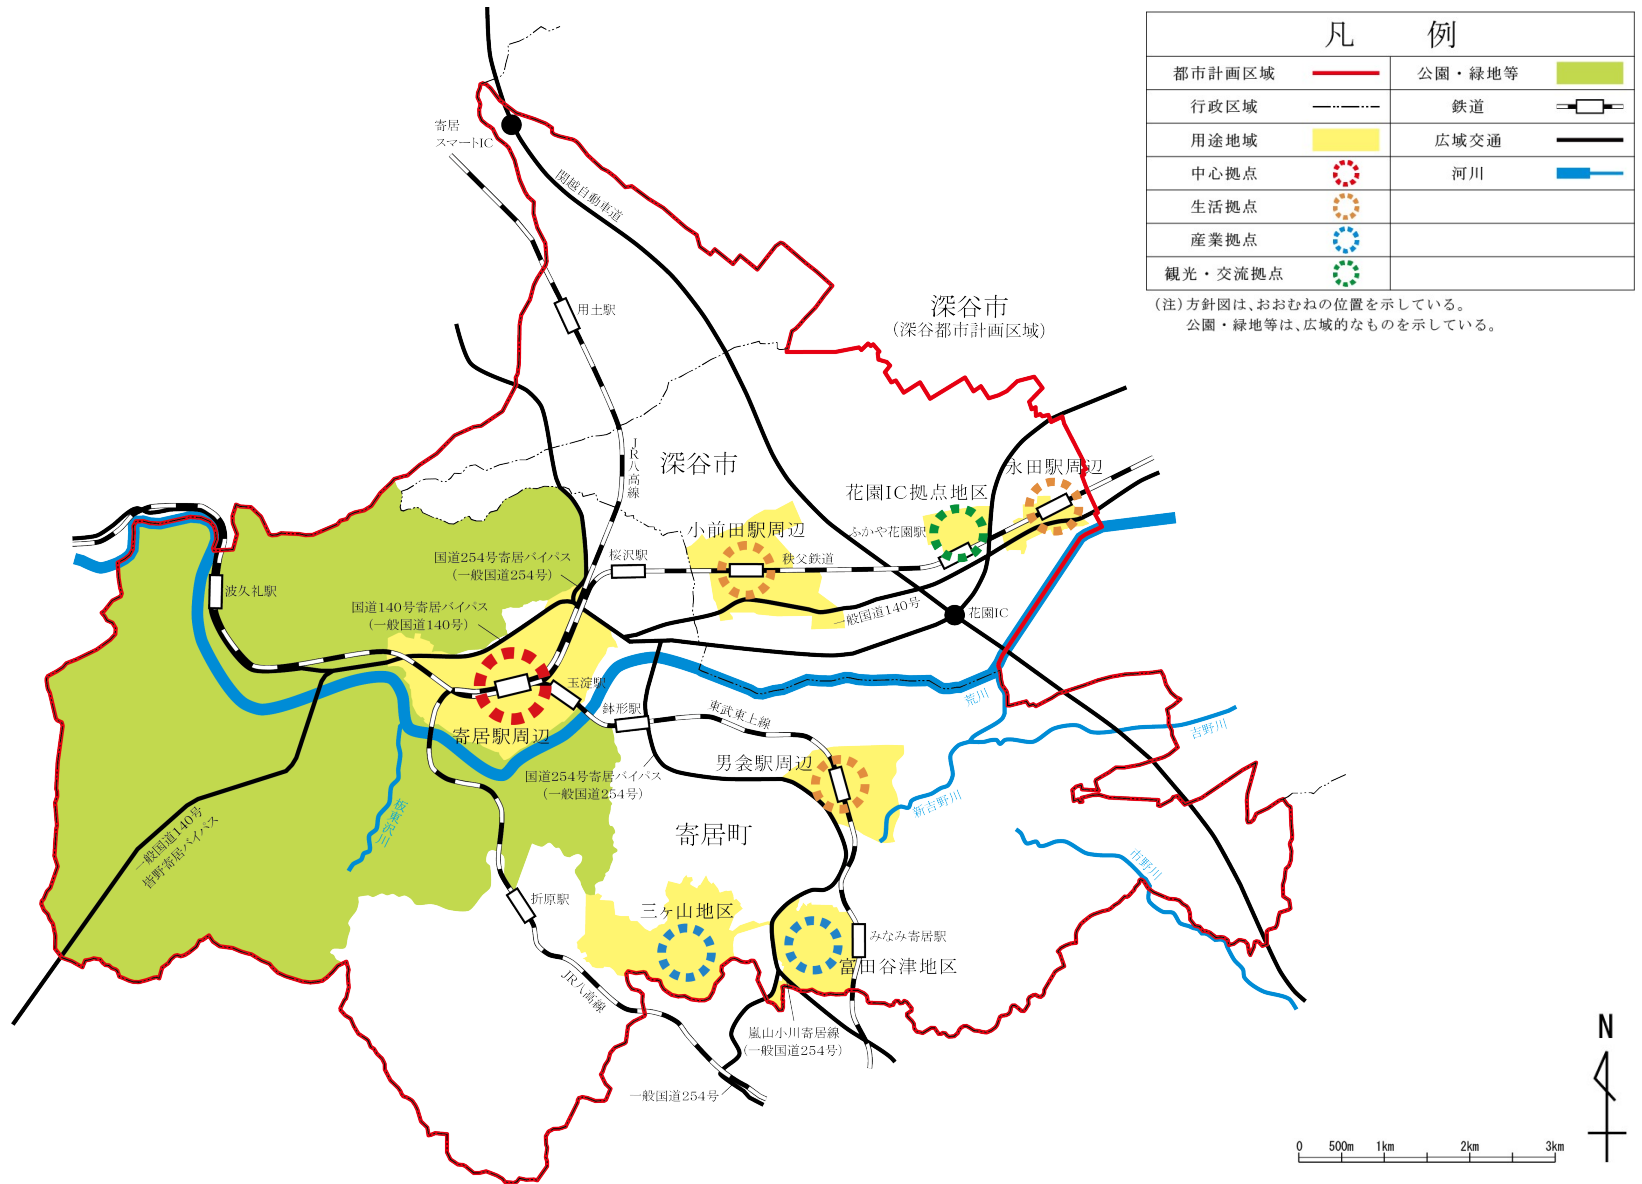 凡 例
都市計画区域
公園・緑地等
行政区域
鉄道
用途地域
広域交通
中心拠点
河川
生活拠点
産業拠点
観光・交流拠点
(注)方針図は、おおむねの位置を示している。
公園・緑地等は、広域的なものを示している。
寄居
スマートIC
関越自動車道
用土駅
深谷市
(深谷都市計画区域)
JR八高線
深谷市
永田駅周辺
花園IC拠点地区
小前田駅周辺
ふかや花園駅
国道254号寄居バイパス
(一般国道254号)
桜沢駅
秩父鉄道
波久礼駅
国道140号寄居バイパス
(一般国道140号)
一般国道140号
花園IC
玉淀駅
鉢形駅
荒川
寄居駅周辺
東武東上線
吉野川
国道254号寄居バイパス
(一般国道254号)
男衾駅周辺
新吉野川
板東沢川
一般国道140号
皆野寄居バイパス
寄居町
市野川
折原駅
三ヶ山地区
みなみ寄居駅
富田谷津地区
JR八高線
嵐山小川寄居線
(一般国道254号)
一般国道254号
N
0 500m 1km 2km 3km